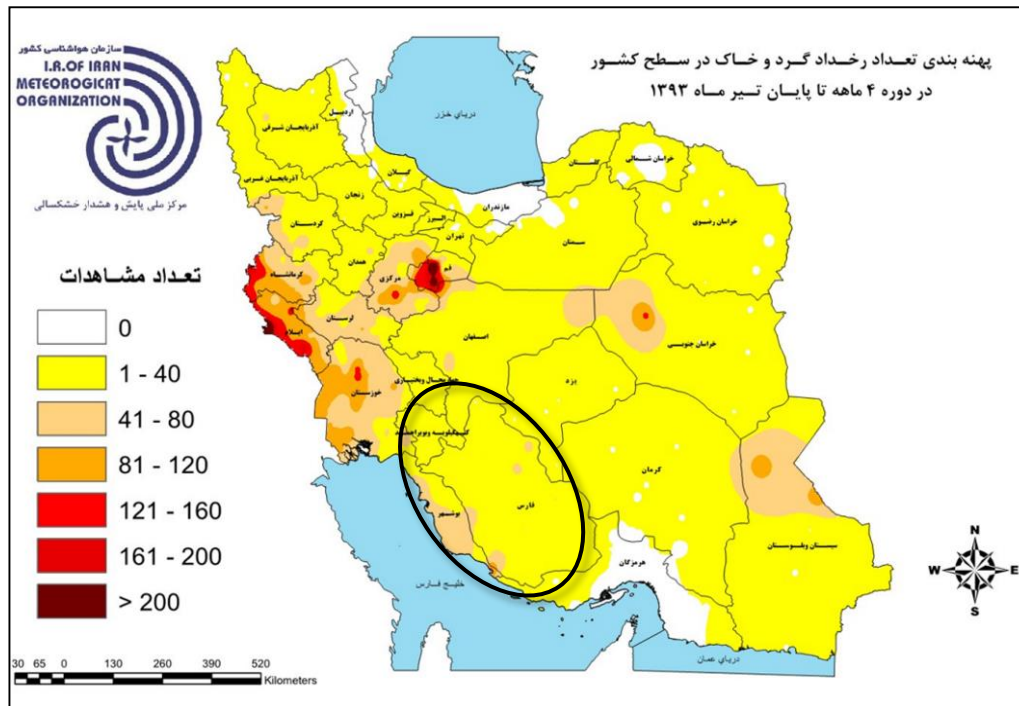 سازمان هواشناسی کشور
I.R.OF IRAN
METEOROGICAT
ORGANIZATION
مرکز ملی پایش و هشدار خشکسالی
پهنه بندی تعداد رخداد گرد و خاک در سطح کشور
در دوره ۴ ماهه تا پایان تیر ماه ۱۳۹۳
دریای خزر
اردبیل
آذربایجان شرقی
آذربایجان غربی
گیلان
زنجان
مازندران
گلستان
خراسان شمالی
خراسان رضوی
کردستان
قزوین
البرز
تهران
سمنان
همدان
قم
مرکزی
کرمانشاه
لرستان
ایلام
اصفهان
خراسان جنوبی
یزد
خوزستان
چهارمحال وبختیاری
کهگیلویه وبویراحمد
فارس
کرمان
بوشهر
هرمزگان
سیستان وبلوچستان
خلیج فارس
دریای عمان
تعداد مشاهدات
0
1 - 40
41 - 80
81 - 120
121 - 160
161 - 200
> 200
N
W E
S
30 65 0 130 260 390 520
Kilometers